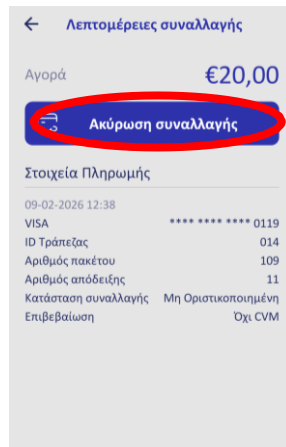 Λεπτομέρειες συναλλαγής
Αγορά €20,00
Ακύρωση συναλλαγής
Στοιχεία Πληρωμής
09-02-2026 12:38
VISA **** **** **** 0119
ID Τράπεζας 014
Αριθμός πακέτου 109
Αριθμός απόδειξης 11
Κατάσταση συναλλαγής Μη Οριστικοποιημένη
Επιβεβαίωση Όχι CVM